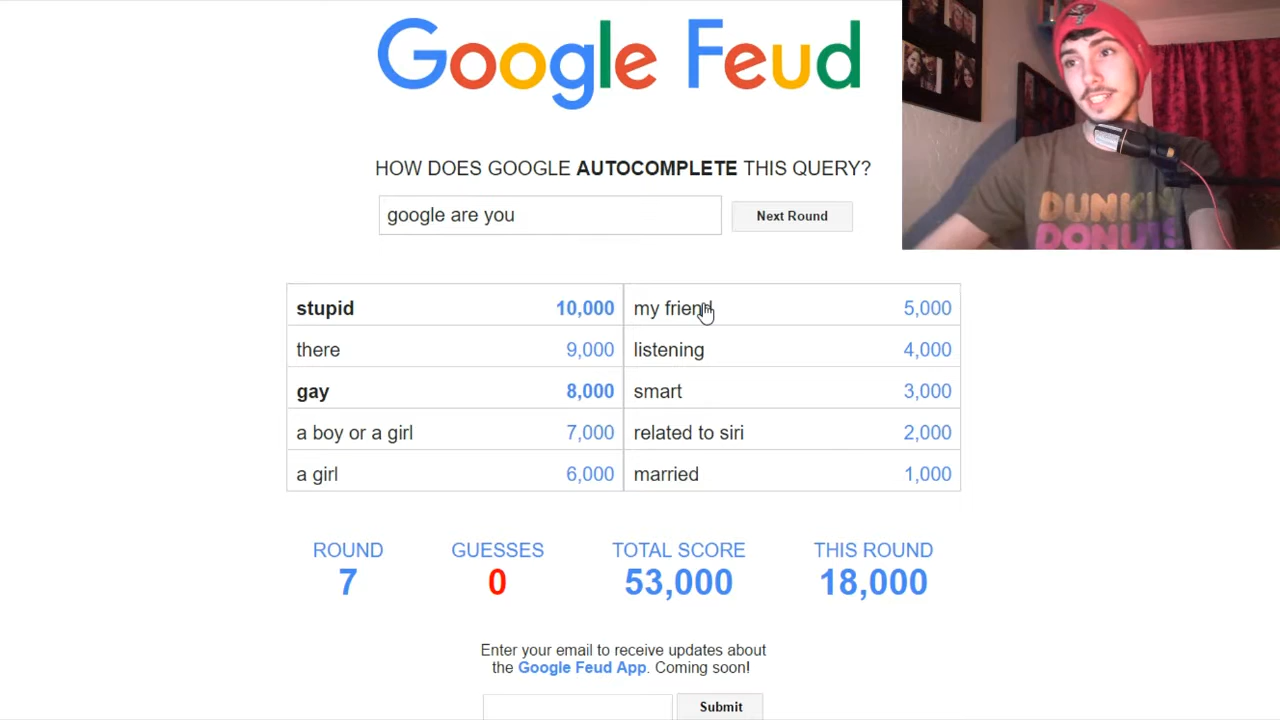 Google Feud
HOW DOES GOOGLE AUTOCOMPLETE THIS QUERY?
google are you
Next Round
stupid 10,000
there 9,000
gay 8,000
a boy or a girl 7,000
a girl 6,000
my friend 5,000
listening 4,000
smart 3,000
related to siri 2,000
married 1,000
ROUND
7
GUESSES
0
TOTAL SCORE
53,000
THIS ROUND
18,000
Enter your email to receive updates about
the Google Feud App. Coming soon!
Submit
DUNKIN
DONUTS